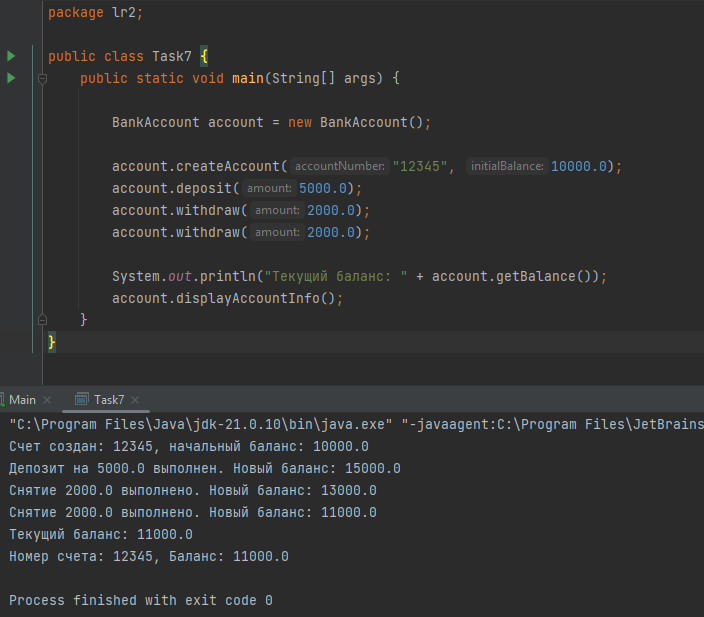 package lr2;
public class Task7 {
public static void main(String[] args) {
BankAccount account = new BankAccount();
account.createAccount( accountNumber: "12345", initialBalance: 10000.0);
account.deposit( amount: 5000.0);
account.withdraw( amount: 2000.0);
account.withdraw( amount: 2000.0);
System.out.println("Текущий баланс: " + account.getBalance());
account.displayAccountInfo();
}
}
Main × Task7 ×
"C:\Program Files\Java\jdk-21.0.10\bin\java.exe" "-javaagent:C:\Program Files\JetBrains
Счет создан: 12345, начальный баланс: 10000.0
Депозит на 5000.0 выполнен. Новый баланс: 15000.0
Снятие 2000.0 выполнено. Новый баланс: 13000.0
Снятие 2000.0 выполнено. Новый баланс: 11000.0
Текущий баланс: 11000.0
Номер счета: 12345, Баланс: 11000.0
Process finished with exit code 0